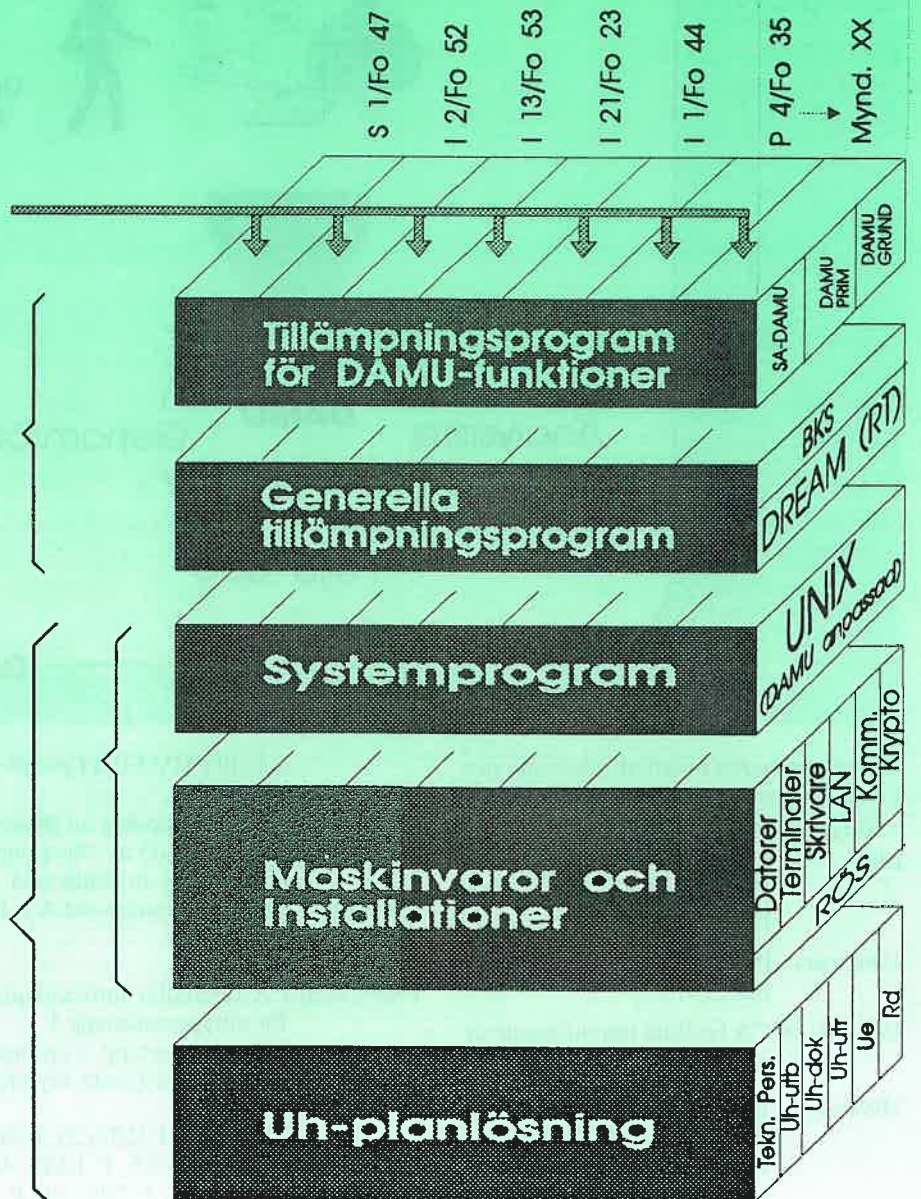 S 1/Fo 47
I 2/Fo 52
I 13/Fo 53
I 21/Fo 23
I 1/Fo 44
P 4/Fo 35
Mynd. XX
Tillämpningsprogram
för DAMU-funktioner
SA-DAMU
DAMU
PRIM
DAMU
GRUND
Generella
tillämpningsprogram
BKS
DREAM (RT)
Systemprogram
UNIX
(DAMU anpassad)
Maskinvaror och
Installationer
Datorer
Terminaler
Skrivare
LAN
Komm.
Krypto
RÖS
Uh-planlösning
Tekn. Pers.
Uh-utb
Uh-dok
Uh-utr
Ue
Rd